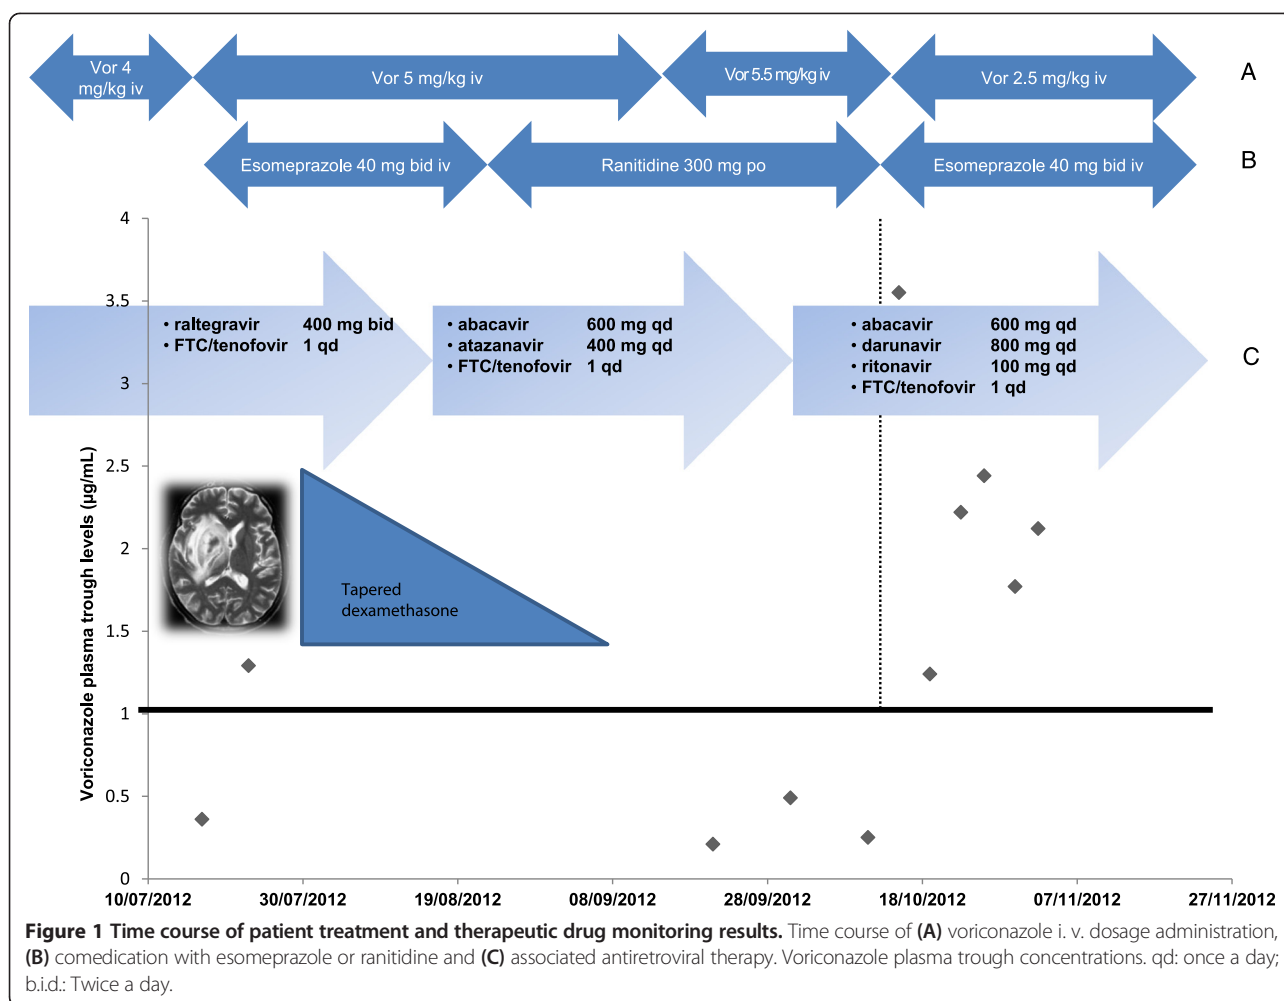 Vor 4
mg/kg iv
Vor 5 mg/kg iv
Vor 5.5 mg/kg iv
Vor 2.5 mg/kg iv
A
Esomeprazole 40 mg bid iv
Ranitidine 300 mg po
Esomeprazole 40 mg bid iv
B
• raltegravir 400 mg bid
• FTC/tenofovir 1 qd
• abacavir 600 mg qd
• atazanavir 400 mg qd
• FTC/tenofovir 1 qd
• abacavir 600 mg qd
• darunavir 800 mg qd
• ritonavir 100 mg qd
• FTC/tenofovir 1 qd
C
Voriconazole plasma trough levels (µg/mL)
4
3.5
3
2.5
2
1.5
1
0.5
0
Tapered
dexamethasone
10/07/2012 30/07/2012 19/08/2012 08/09/2012 28/09/2012 18/10/2012 07/11/2012 27/11/2012
Figure 1 Time course of patient treatment and therapeutic drug monitoring results. Time course of (A) voriconazole i. v. dosage administration,
(B) comedication with esomeprazole or ranitidine and (C) associated antiretroviral therapy. Voriconazole plasma trough concentrations. qd: once a day;
b.i.d.: Twice a day.